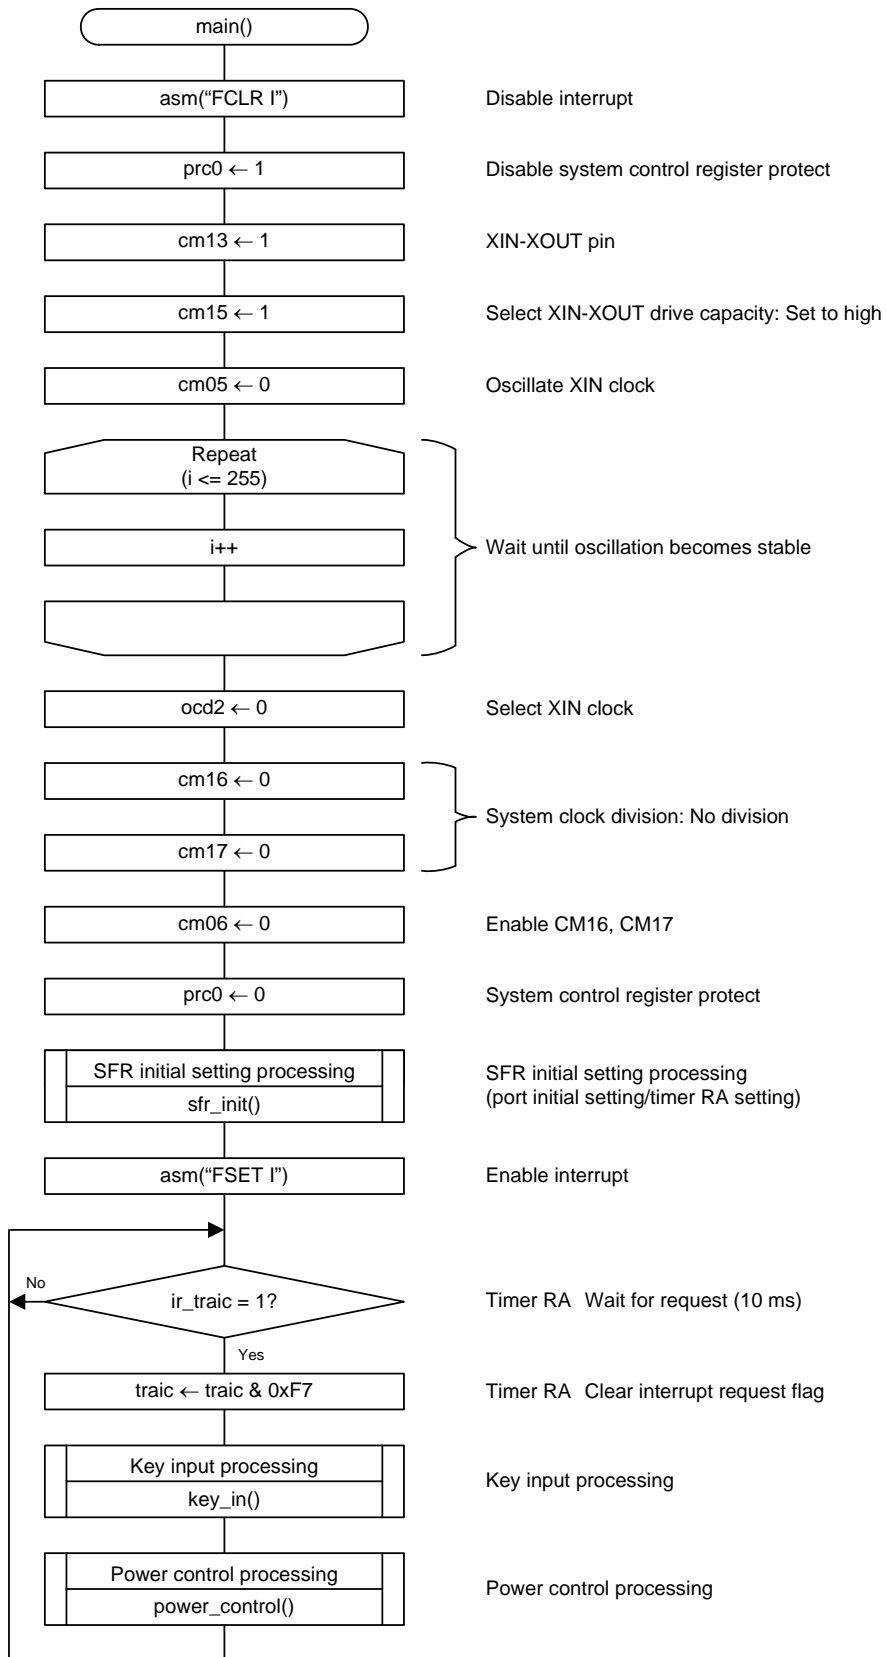 main()
asm(“FCLR I”) Disable interrupt
prc0 ← 1 Disable system control register protect
cm13 ← 1 XIN-XOUT pin
cm15 ← 1 Select XIN-XOUT drive capacity: Set to high
cm05 ← 0 Oscillate XIN clock
Repeat
(i <= 255)
i++ Wait until oscillation becomes stable
ocd2 ← 0 Select XIN clock
cm16 ← 0
System clock division: No division
cm17 ← 0
cm06 ← 0 Enable CM16, CM17
prc0 ← 0 System control register protect
SFR initial setting processing SFR initial setting processing
sfr_init() (port initial setting/timer RA setting)
asm(“FSET I”) Enable interrupt
No
ir_traic = 1? Timer RA Wait for request (10 ms)
Yes
traic ← traic & 0xF7 Timer RA Clear interrupt request flag
Key input processing
key_in() Key input processing
Power control processing
power_control() Power control processing